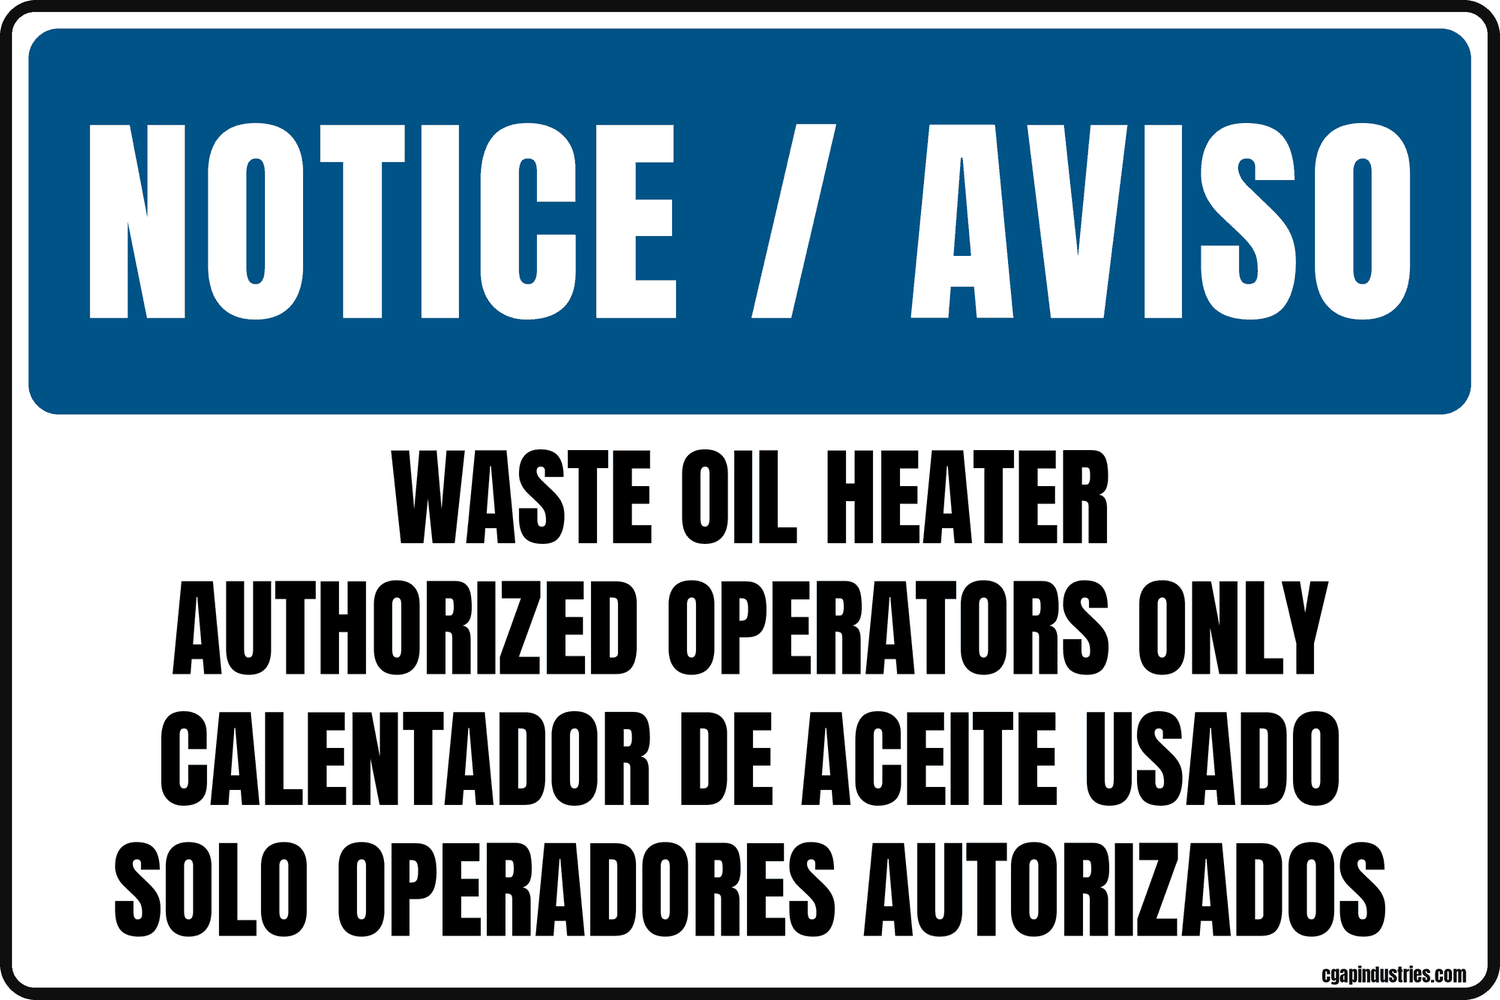 NOTICE / AVISO
WASTE OIL HEATER
AUTHORIZED OPERATORS ONLY
CALENTADOR DE ACEITE USADO
SOLO OPERADORES AUTORIZADOS
cgapindustries.com